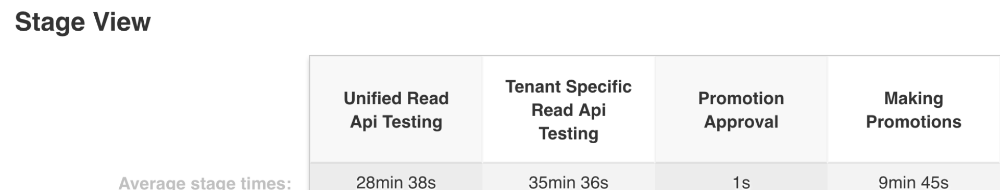 Stage View
Unified Read
Api Testing
Tenant Specific
Read Api
Testing
Promotion
Approval
Making
Promotions
Average stage times:
28min 38s
35min 36s
1s
9min 45s